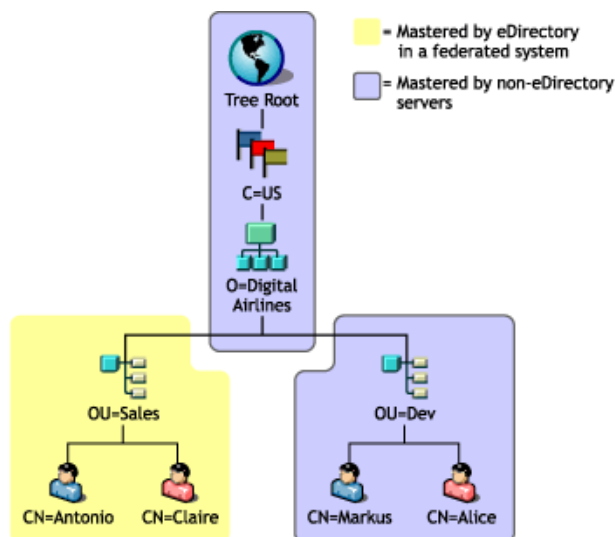 = Mastered by eDirectory
in a federated system
= Mastered by non-eDirectory
servers
Tree Root
C=US
O=Digital
Airlines
OU=Sales
OU=Dev
CN=Antonio
CN=Claire
CN=Markus
CN=Alice